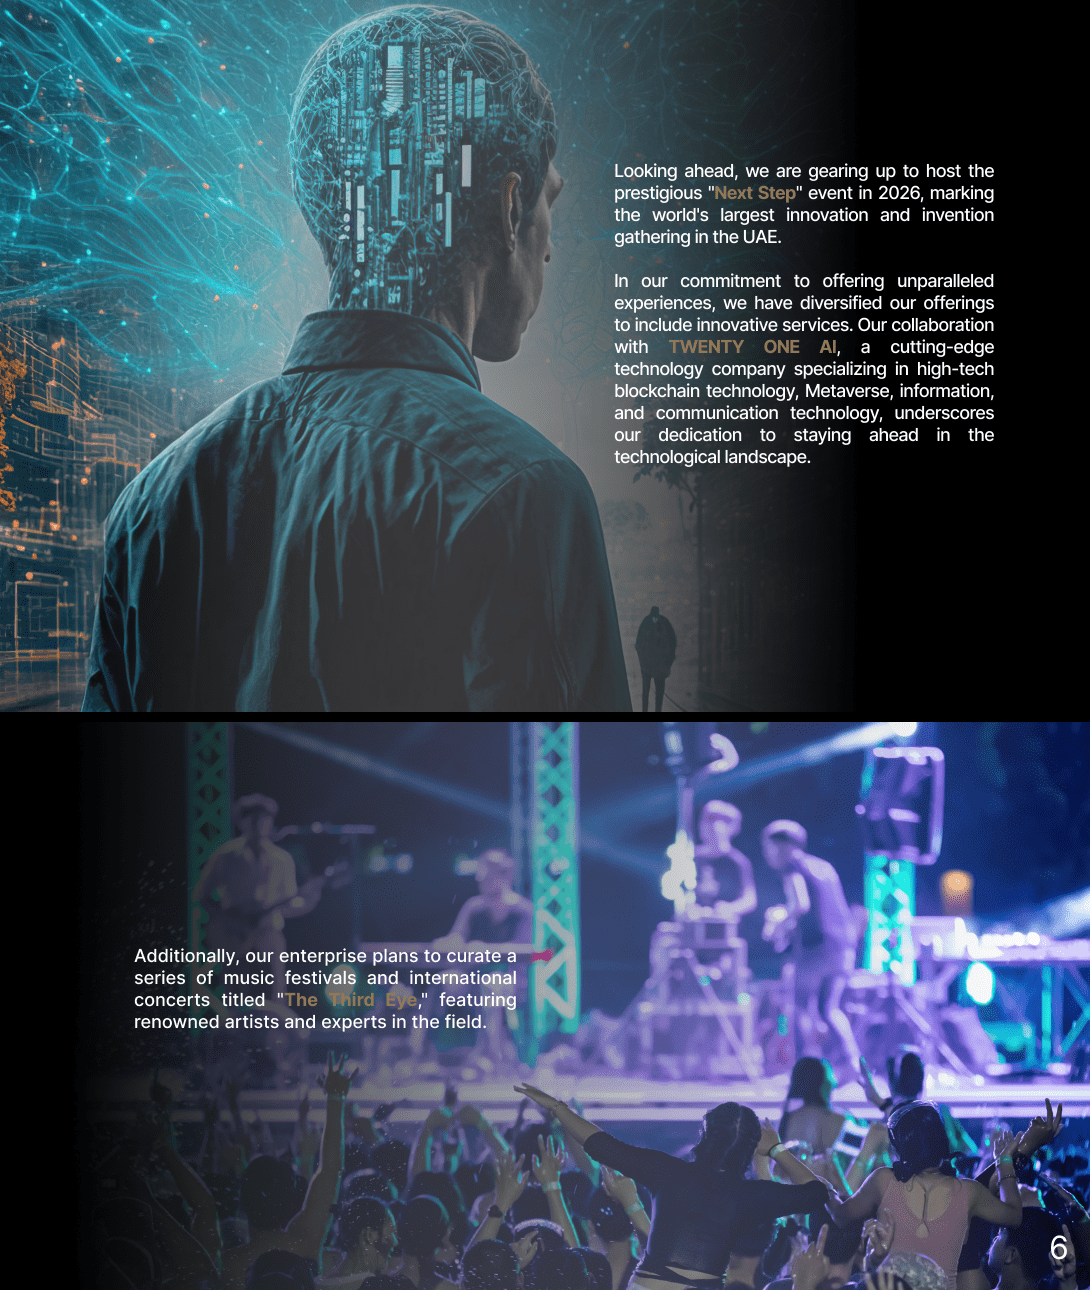 Looking ahead, we are gearing up to host the
prestigious "Next Step" event in 2026, marking
the world's largest innovation and invention
gathering in the UAE.
In our commitment to offering unparalleled
experiences, we have diversified our offerings
to include innovative services. Our collaboration
with TWENTY ONE AI, a cutting-edge
technology company specializing in high-tech
blockchain technology, Metaverse, information,
and communication technology, underscores
our dedication to staying ahead in the
technological landscape.
Additionally, our enterprise plans to curate a
series of music festivals and international
concerts titled "The Third Eye," featuring
renowned artists and experts in the field.
6